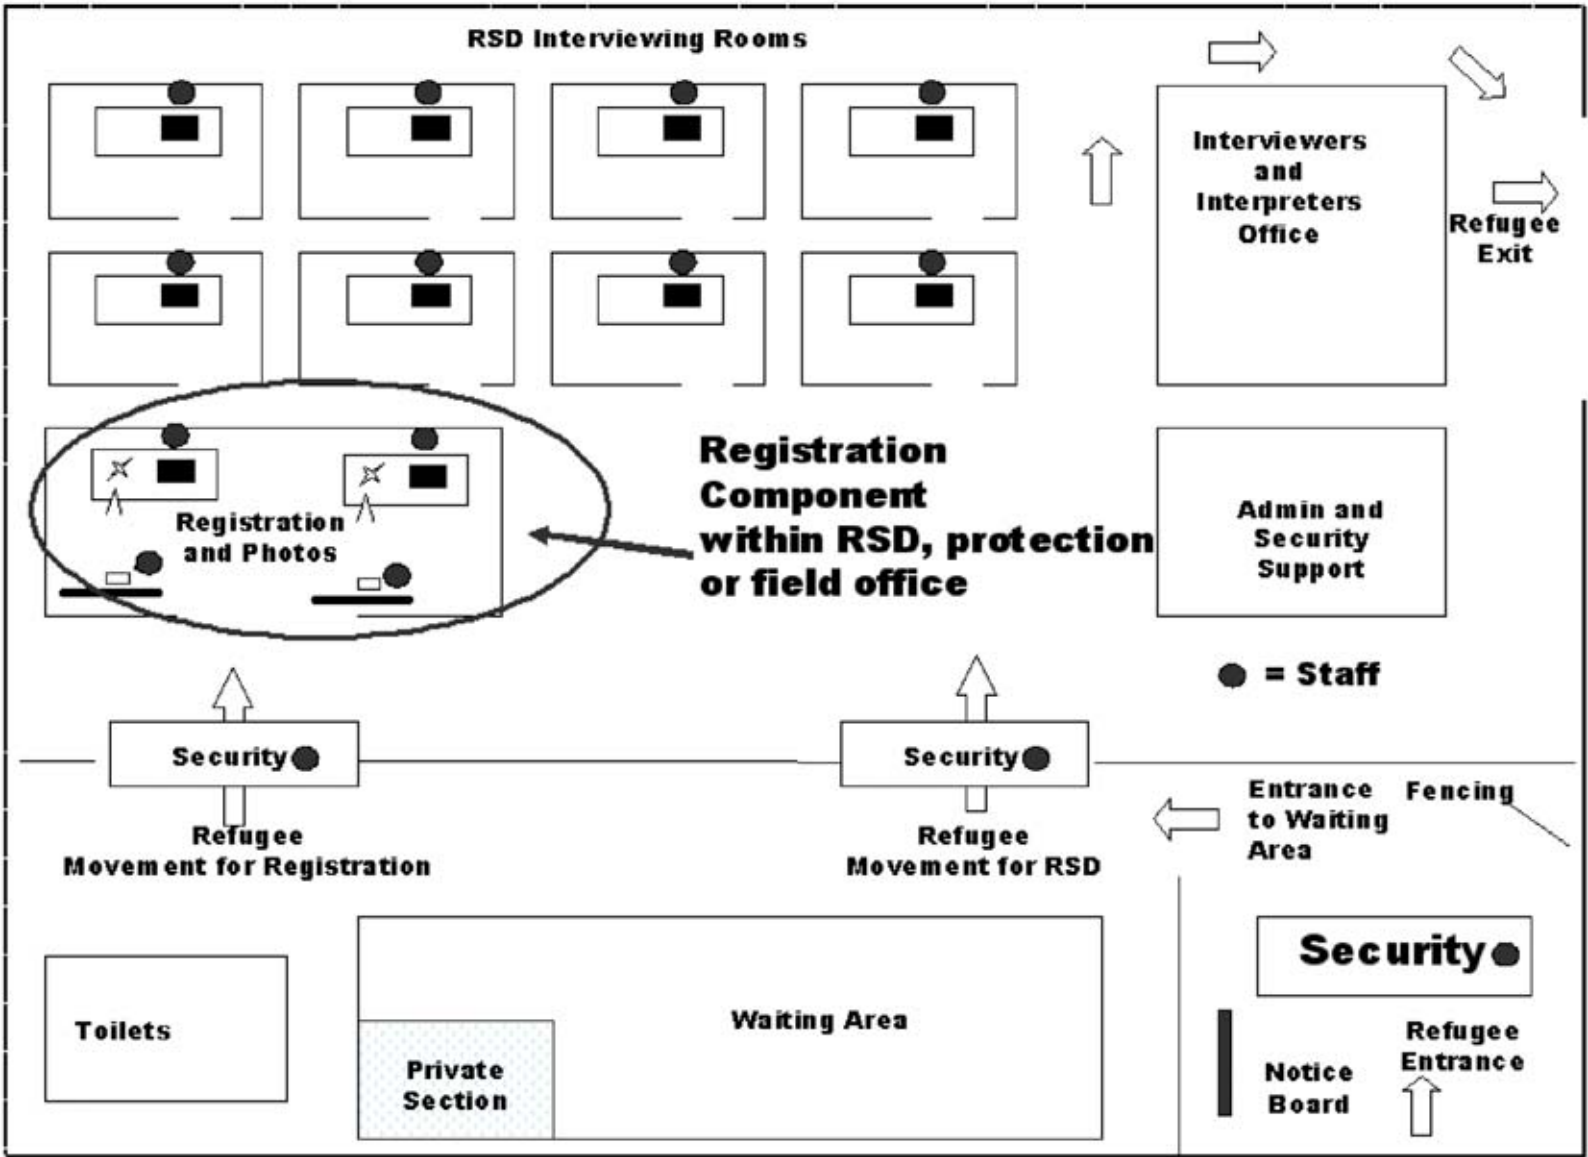 RSD Interviewing Rooms
Interviewers
and
Interpreters
Office
Refugee
Exit
Registration
and Photos
Registration
Component
within RSD, protection
or field office
Admin and
Security
Support
= Staff
Security
Security
Refugee
Movement for Registration
Refugee
Movement for RSD
Entrance
to Waiting
Area
Fencing
Security
Toilets
Waiting Area
Private
Section
Notice
Board
Refugee
Entrance